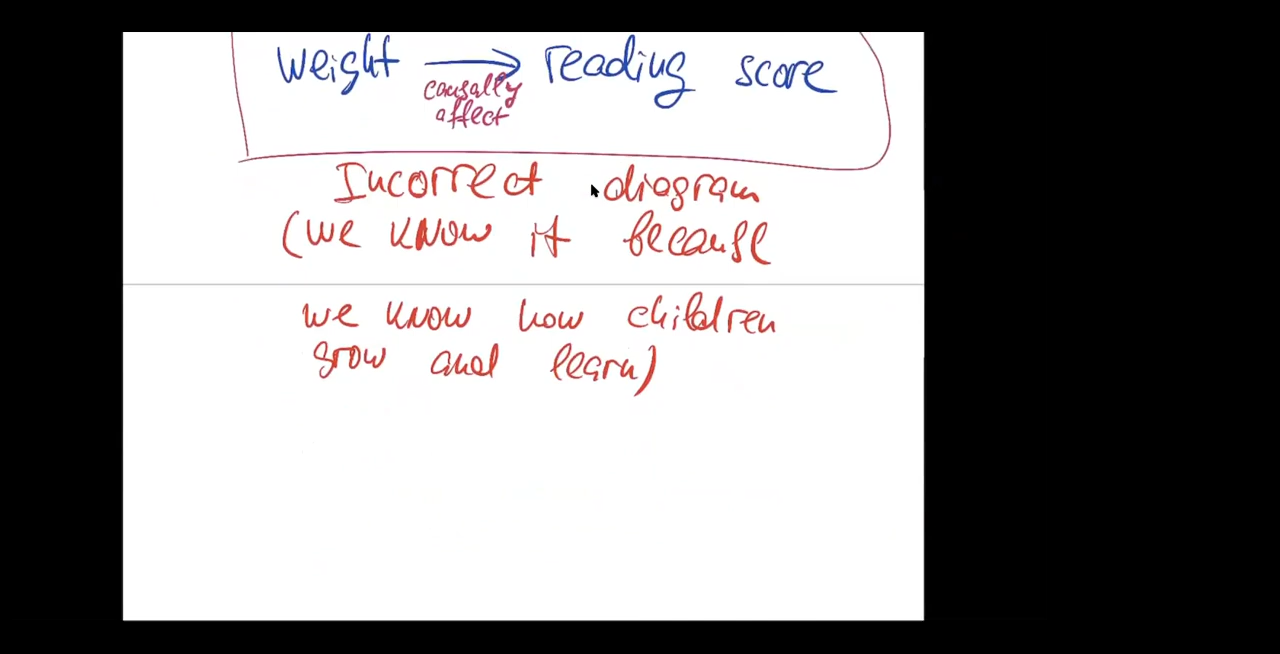 weight → reading score
causally
affect
Incorrect diagram
(we know it because
we know how children
grow and learn)